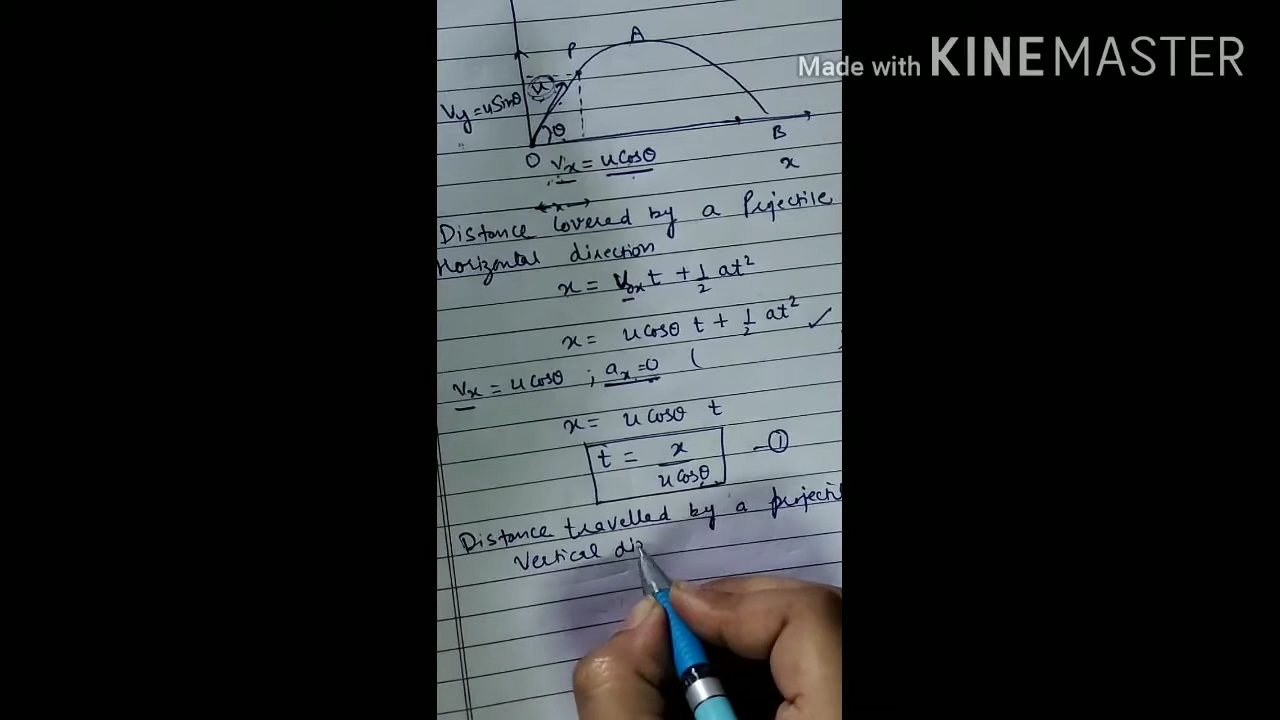 Made with KINEMASTER
A
P
u
Vy = u Sinθ
θ
O
B
Vx = u Cosθ
x
x
Distance Covered by a Projectile
Horizontal direction
x = Vox t + 1/2 at²
x = u cosθ t + 1/2 at² ✓
Vx = u cosθ ; ax = 0 (
x = u cosθ t
t = x/u cosθ - ①
Distance travelled by a projectil
Vertical di